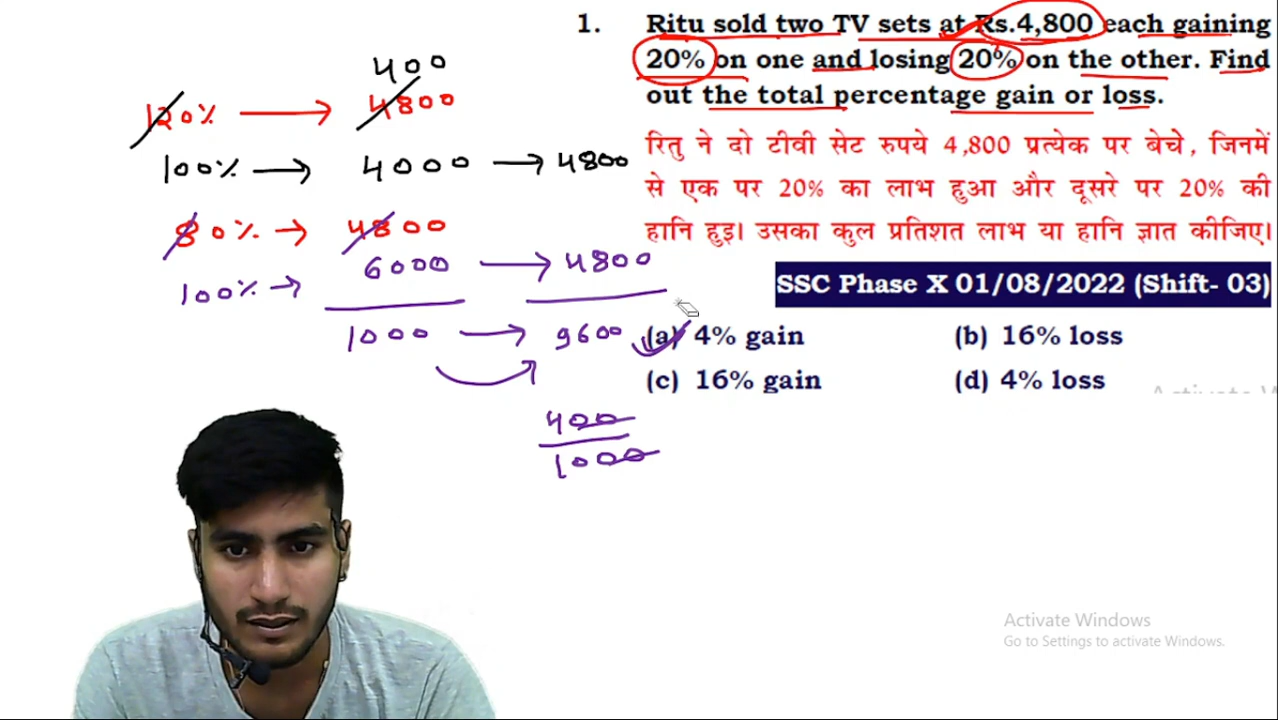 1. Ritu sold two TV sets at Rs.4,800 each gaining
20% on one and losing 20% on the other. Find
out the total percentage gain or loss.
रितु ने दो टीवी सेट रुपये 4,800 प्रत्येक पर बेचे, जिनमें
से एक पर 20% का लाभ हुआ और दूसरे पर 20% की
हानि हुइ। उसका कुल प्रतिशत लाभ या हानि ज्ञात कीजिए।
SSC Phase X 01/08/2022 (Shift- 03)
(a) 4% gain (b) 16% loss
(c) 16% gain (d) 4% loss
400
120% → 4800
100% → 4000 → 4800
80% → 4800
100% → 6000 → 4800
1000 → 9600
400
1000
Activate Windows
Go to Settings to activate Windows.